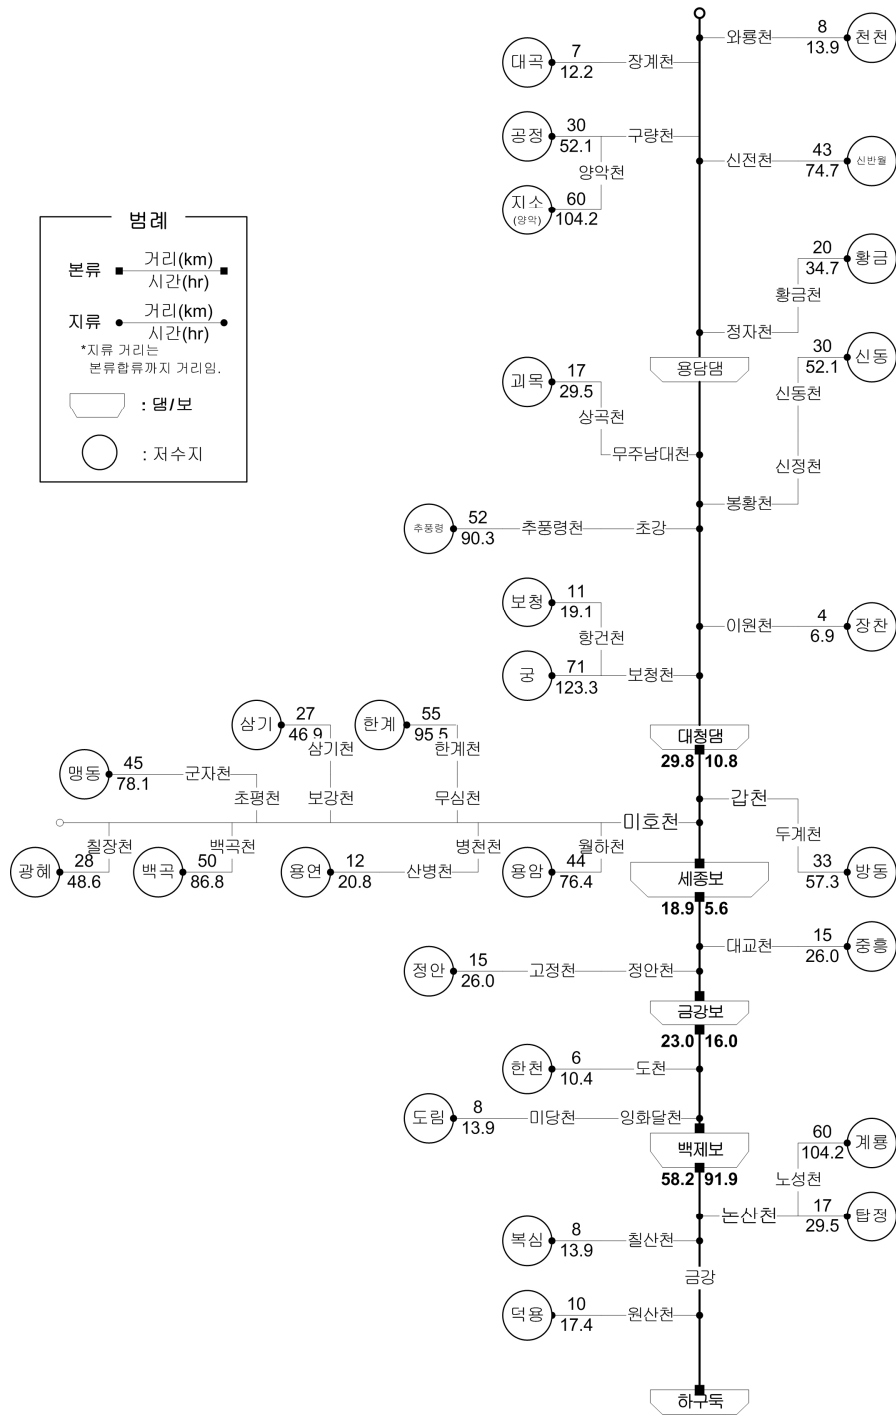 와룡천
8
13.9
천천
대곡
7
12.2
장계천
공정
30
52.1
구량천
양악천
지소
(양악)
60
104.2
신전천
43
74.7
신반월
범례
본류
거리(km)
시간(hr)
지류
거리(km)
시간(hr)
*지류 거리는
본류합류까지 거리임.
: 댐/보
: 저수지
20
34.7
황금
황금천
정자천
용담댐
30
52.1
신동
신동천
신정천
봉황천
괴목
17
29.5
상곡천
무주남대천
추풍령
52
90.3
추풍령천
초강
보청
11
19.1
항건천
궁
71
123.3
보청천
이원천
4
6.9
장찬
대청댐
29.8 10.8
삼기
27
46.9
삼기천
보강천
한계
55
95.5
한계천
무심천
맹동
45
78.1
군자천
초평천
미호천
갑천
두계천
33
57.3
방동
광혜
28
48.6
칠장천
백곡
50
86.8
백곡천
용연
12
20.8
산병천
병천천
용암
44
76.4
월하천
세종보
18.9 5.6
대교천
15
26.0
중흥
정안
15
26.0
고정천
정안천
금강보
23.0 16.0
한천
6
10.4
도천
도림
8
13.9
미당천
잉화달천
백제보
58.2 91.9
60
104.2
계룡
노성천
논산천
17
29.5
탑정
복심
8
13.9
칠산천
금강
덕용
10
17.4
원산천
하구둑